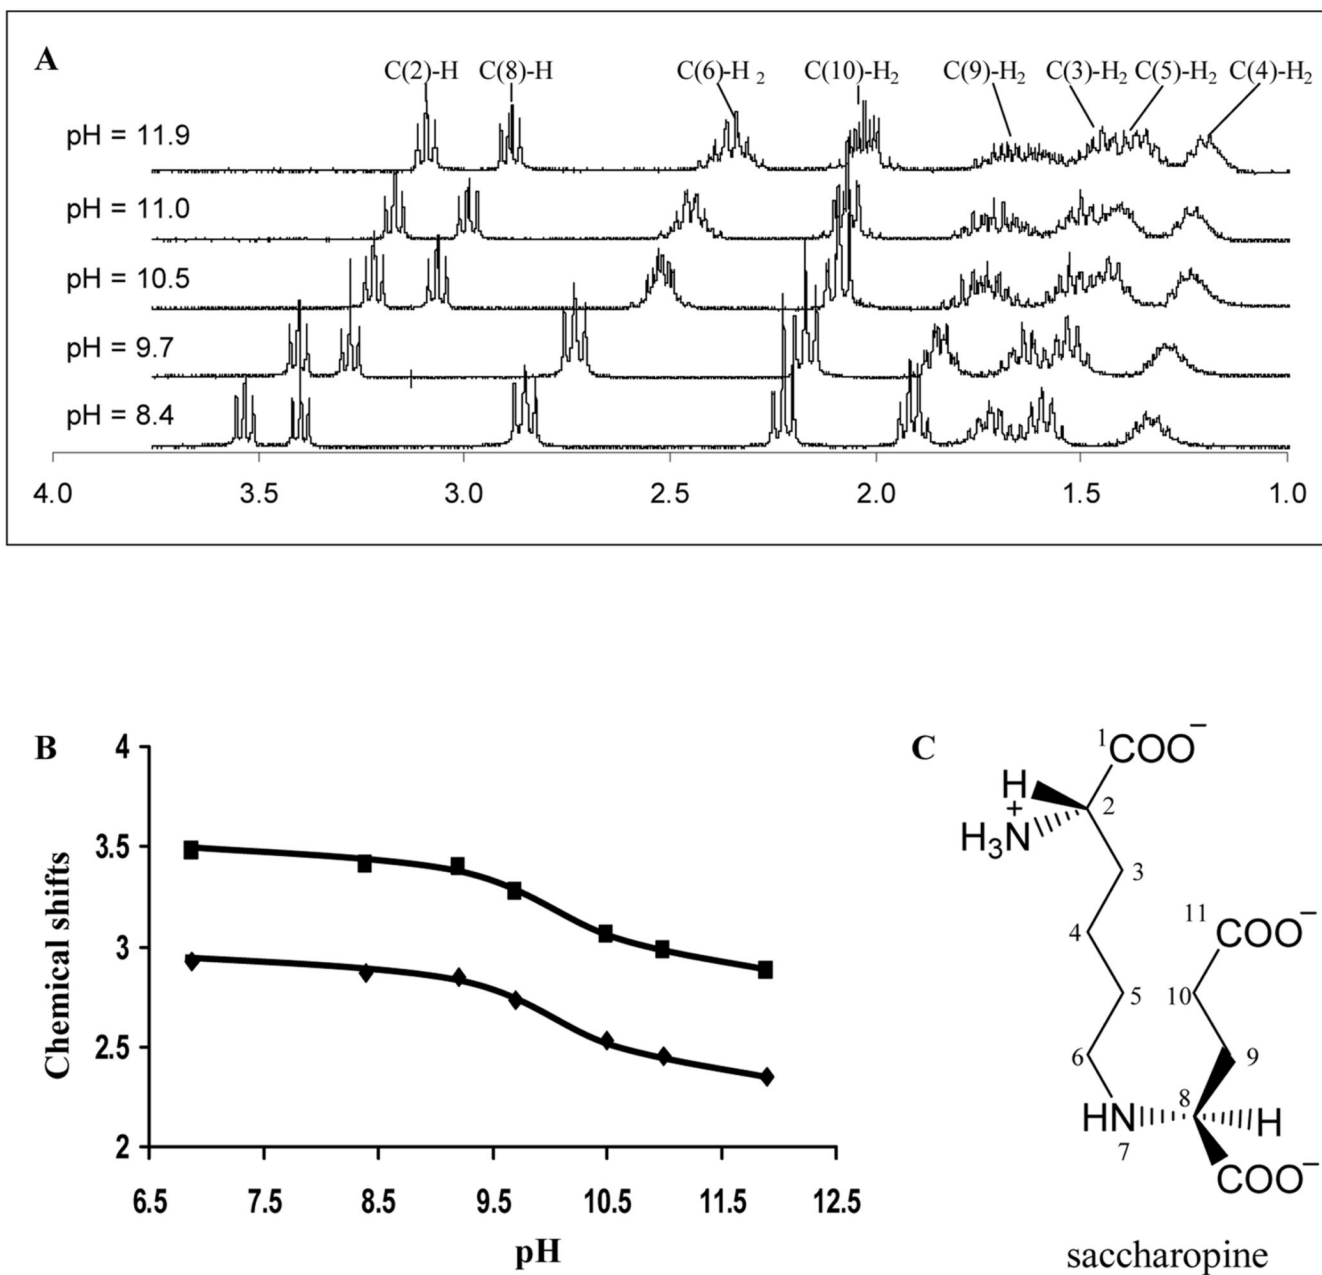 A
C(2)-H C(8)-H C(6)-H 2 C(10)-H2 C(9)-H2 C(3)-H2 C(5)-H2 C(4)-H2
pH = 11.9
pH = 11.0
pH = 10.5
pH = 9.7
pH = 8.4
4.0 3.5 3.0 2.5 2.0 1.5 1.0
B
Chemical shifts
4
3.5
3
2.5
2
6.5 7.5 8.5 9.5 10.5 11.5 12.5
pH
C
1 COO−
H
+
H3N
2
3
4
11 COO−
5
10
6
9
8
HN H
7
COO−
saccharopine